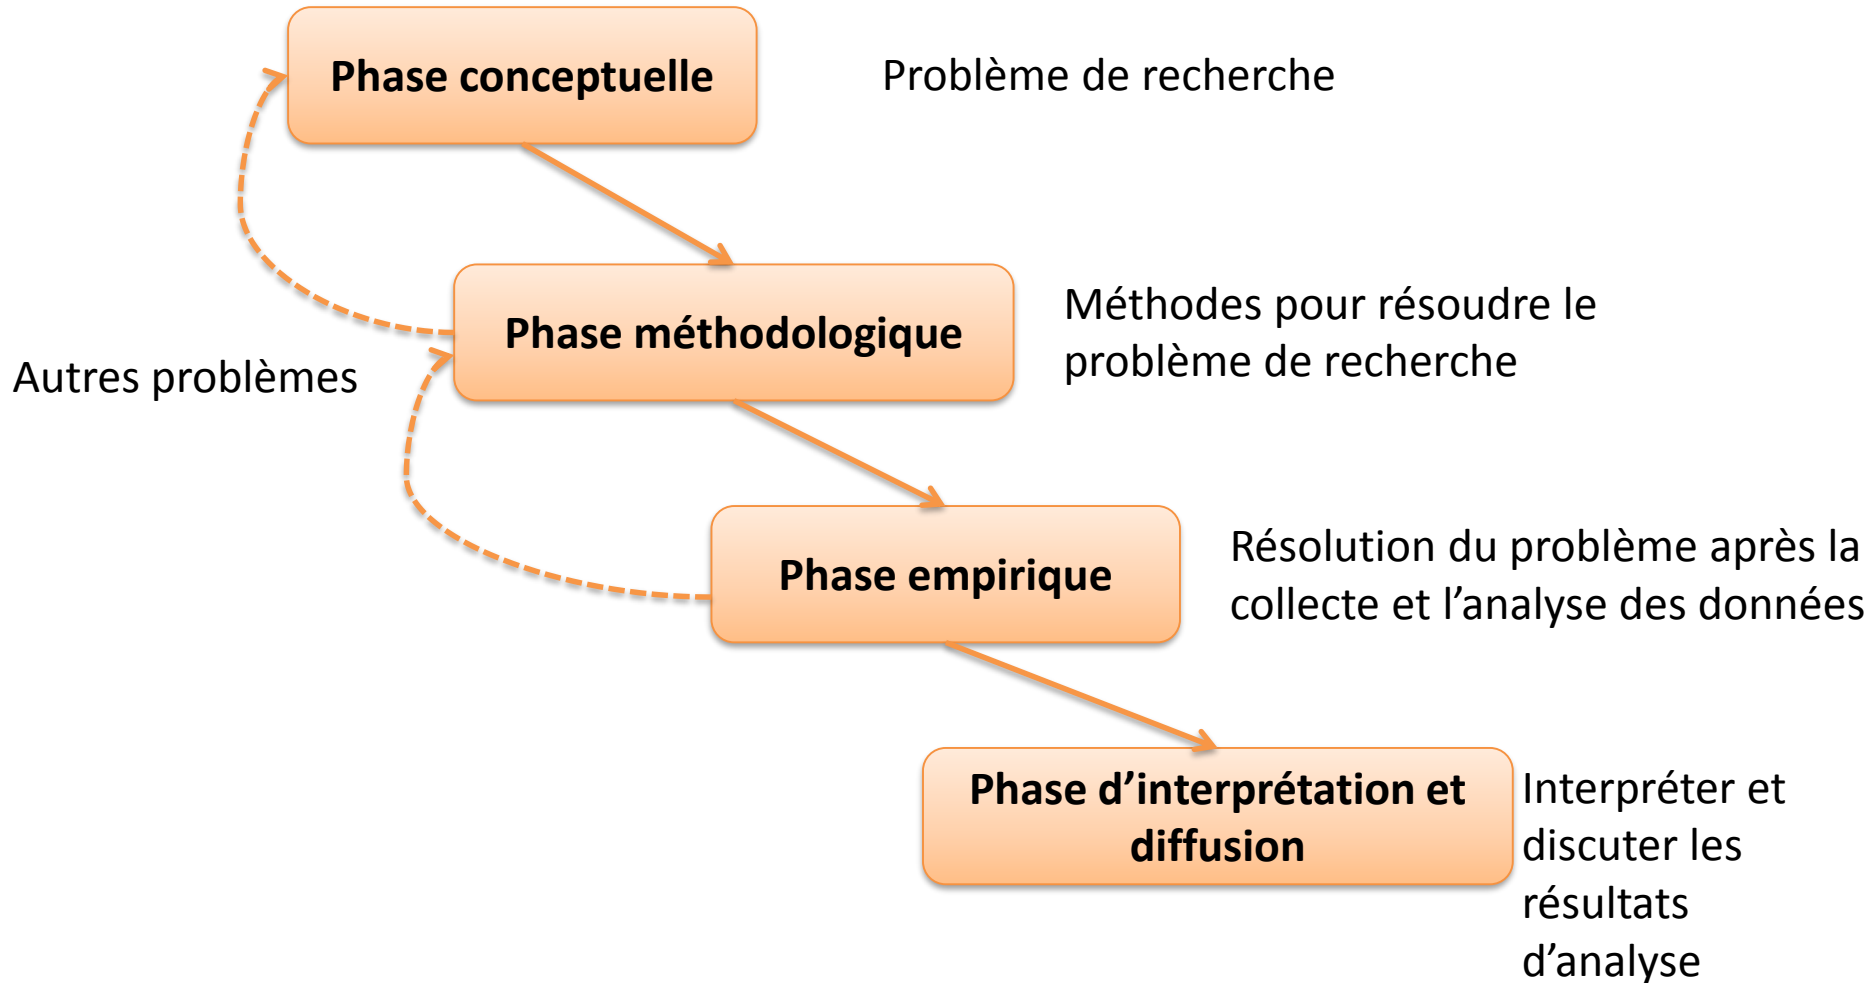 Phase conceptuelle
Problème de recherche
Phase méthodologique
Méthodes pour résoudre le
problème de recherche
Autres problèmes
Phase empirique
Résolution du problème après la
collecte et l’analyse des données
Phase d’interprétation et
diffusion
Interpréter et
discuter les
résultats
d’analyse